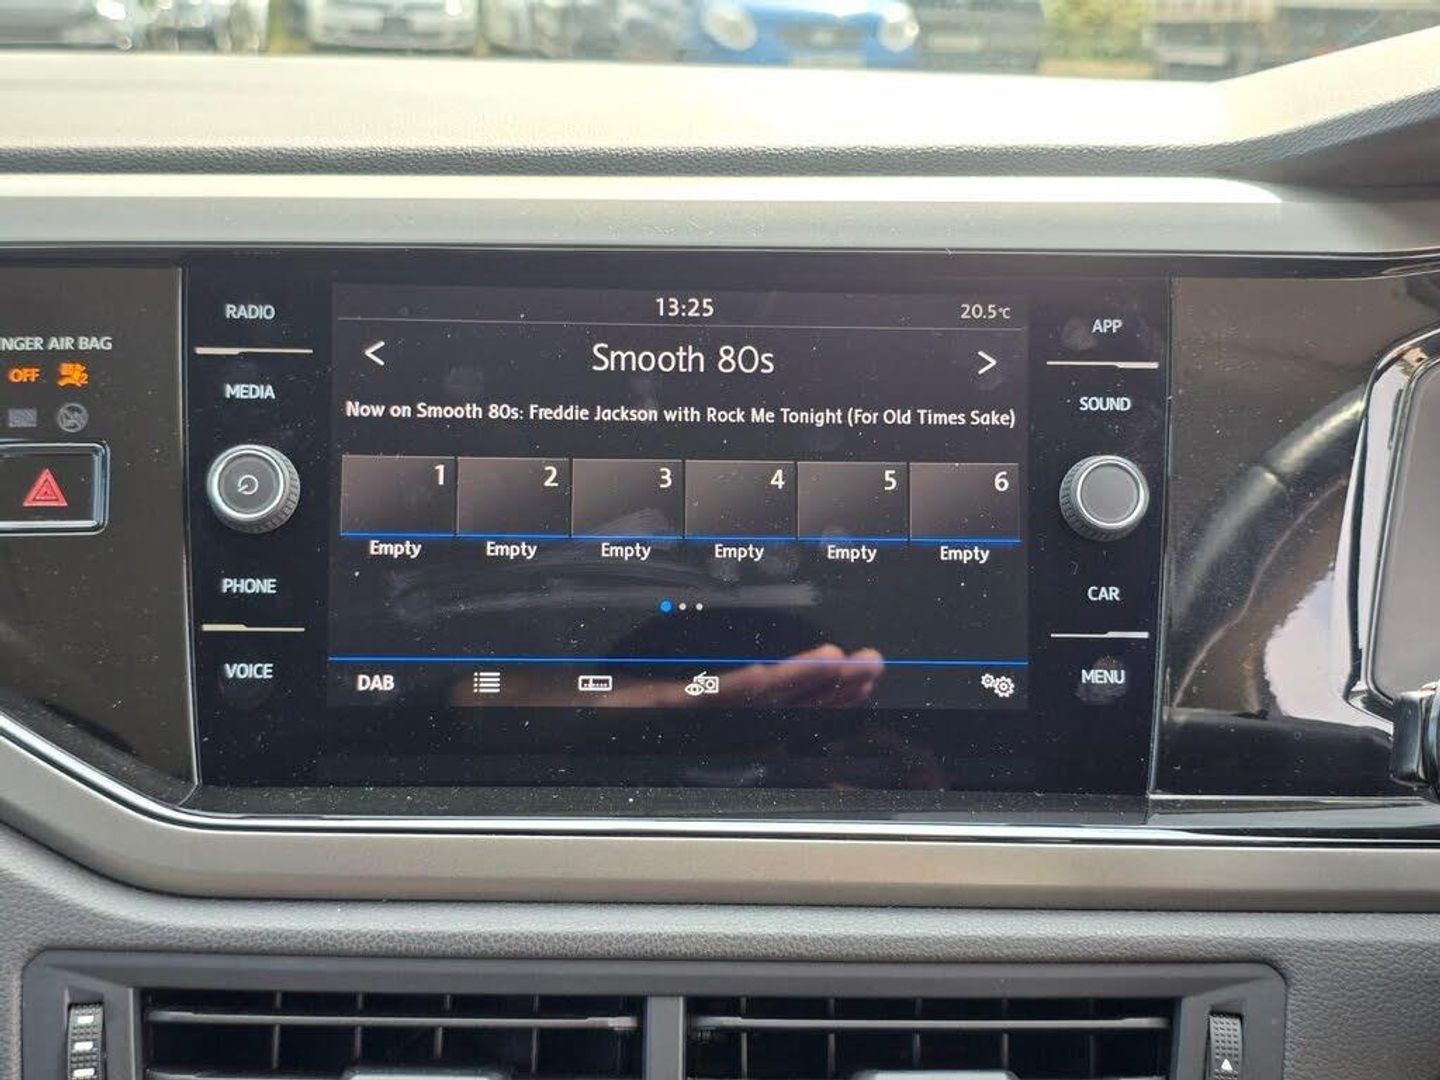 13:25
20.5°C
RADIO
MEDIA
PHONE
VOICE
NGER AIR BAG
OFF
2
< Smooth 80s >
Now on Smooth 80s: Freddie Jackson with Rock Me Tonight (For Old Times Sake)
1 2 3 4 5 6
Empty Empty Empty Empty Empty Empty
DAB
APP
SOUND
CAR
MENU